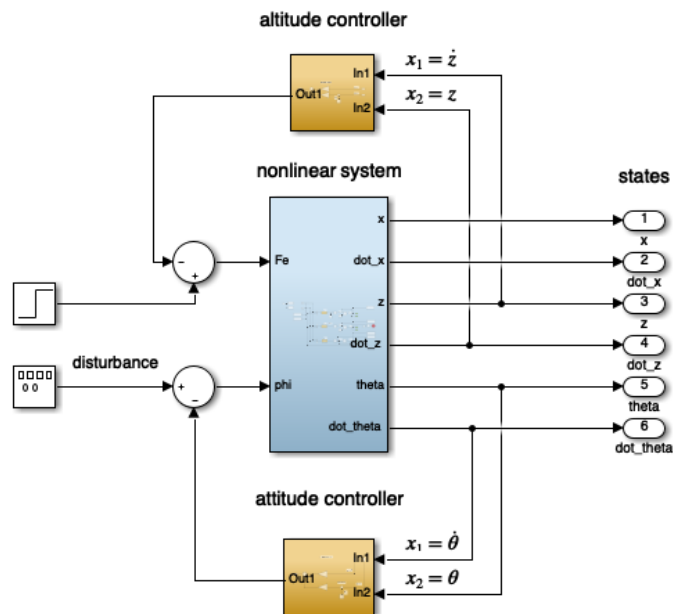 altitude controller
In1
Out1
In2
x₁ = ż
x₂ = z
nonlinear system
states
Fe
phi
x
dot_x
z
dot_z
theta
dot_theta
1
x
2
dot_x
3
z
4
dot_z
5
theta
6
dot_theta
−
+
disturbance
+
−
attitude controller
In1
Out1
In2
x₁ = θ̇
x₂ = θ